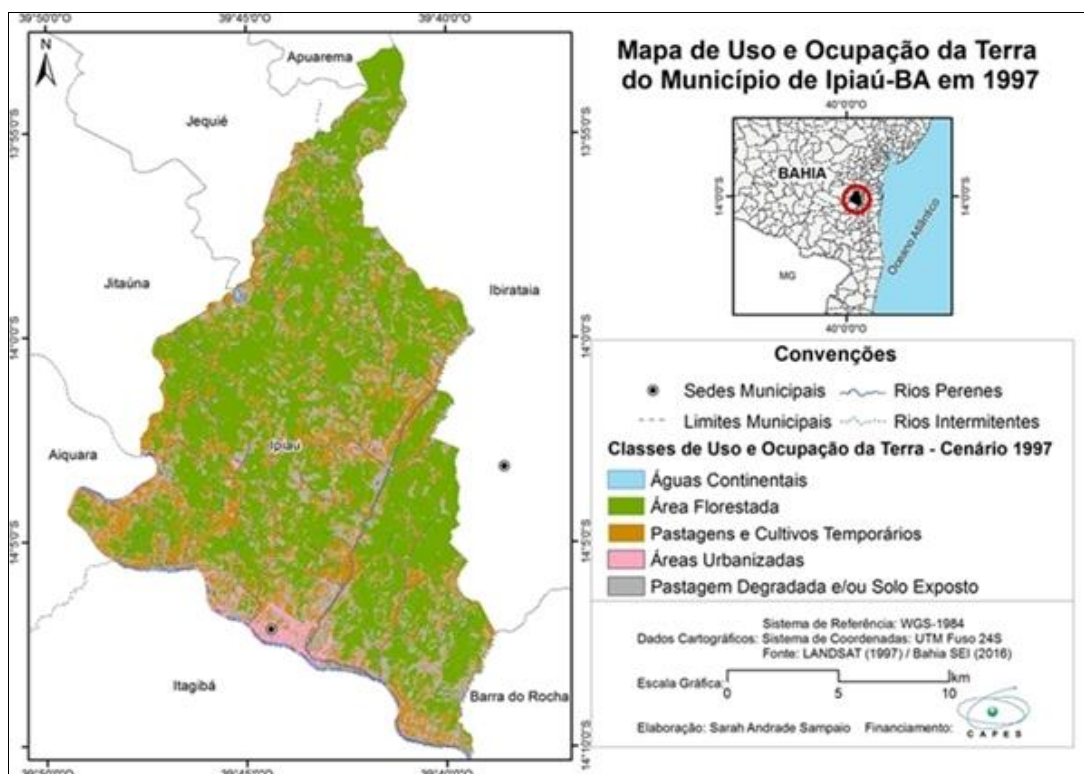 39°50'0"O
39°45'0"O
39°40'0"O
N
13°55'0"S
14°0'0"S
14°5'0"S
Apuarema
Jequié
Jitaúna
Ibirataia
Aiquara
Ipiaú
Itagibá
Barra do Rocha
13°55'0"S
14°0'0"S
14°5'0"S
14°10'0"S
39°50'0"O
39°45'0"O
39°40'0"O
Mapa de Uso e Ocupação da Terra
do Município de Ipiaú-BA em 1997
40°0'0"O
14°0'0"S
BAHIA
14°0'0"S
Oceano Atlântico
MG
40°0'0"O
Convenções
Sedes Municipais
Rios Perenes
Limites Municipais
Rios Intermitentes
Classes de Uso e Ocupação da Terra - Cenário 1997
Águas Continentais
Área Florestada
Pastagens e Cultivos Temporários
Áreas Urbanizadas
Pastagem Degradada e/ou Solo Exposto
Sistema de Referência: WGS-1984
Dados Cartográficos: Sistema de Coordenadas: UTM Fuso 24S
Fonte: LANDSAT (1997) / Bahia SEI (2016)
Escala Gráfica:
km
0 5 10
Elaboração: Sarah Andrade Sampaio Financiamento:
CAPES